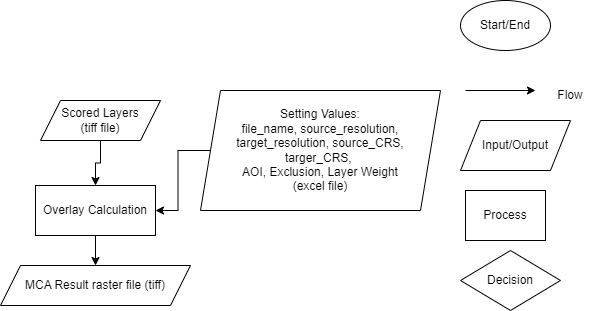 Start/End
Flow
Scored Layers
(tiff file)
Setting Values:
file_name, source_resolution,
target_resolution, source_CRS,
targer_CRS,
AOI, Exclusion, Layer Weight
(excel file)
Input/Output
Overlay Calculation
Process
MCA Result raster file (tiff)
Decision